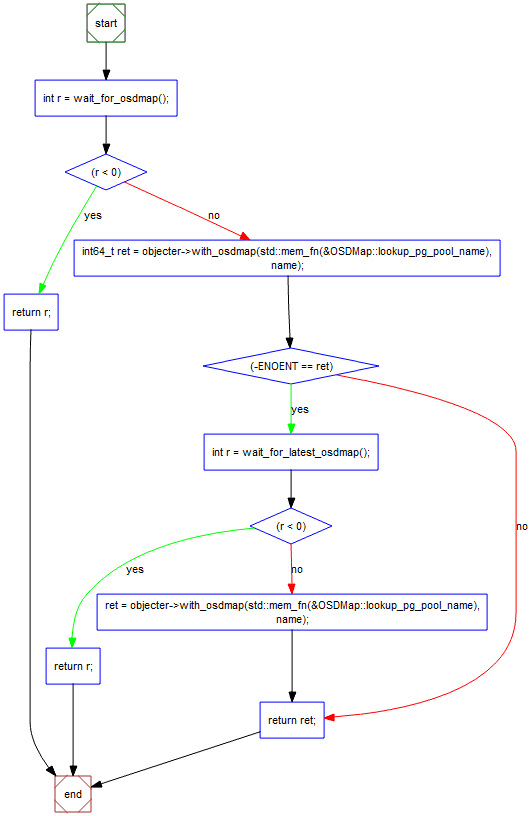 start
int r = wait_for_osdmap();
(r < 0)
yes
no
int64_t ret = objecter->with_osdmap(std::mem_fn(&OSDMap::lookup_pg_pool_name),
name);
return r;
(-ENOENT == ret)
yes
int r = wait_for_latest_osdmap();
(r < 0)
no
yes
no
ret = objecter->with_osdmap(std::mem_fn(&OSDMap::lookup_pg_pool_name),
name);
return r;
return ret;
end